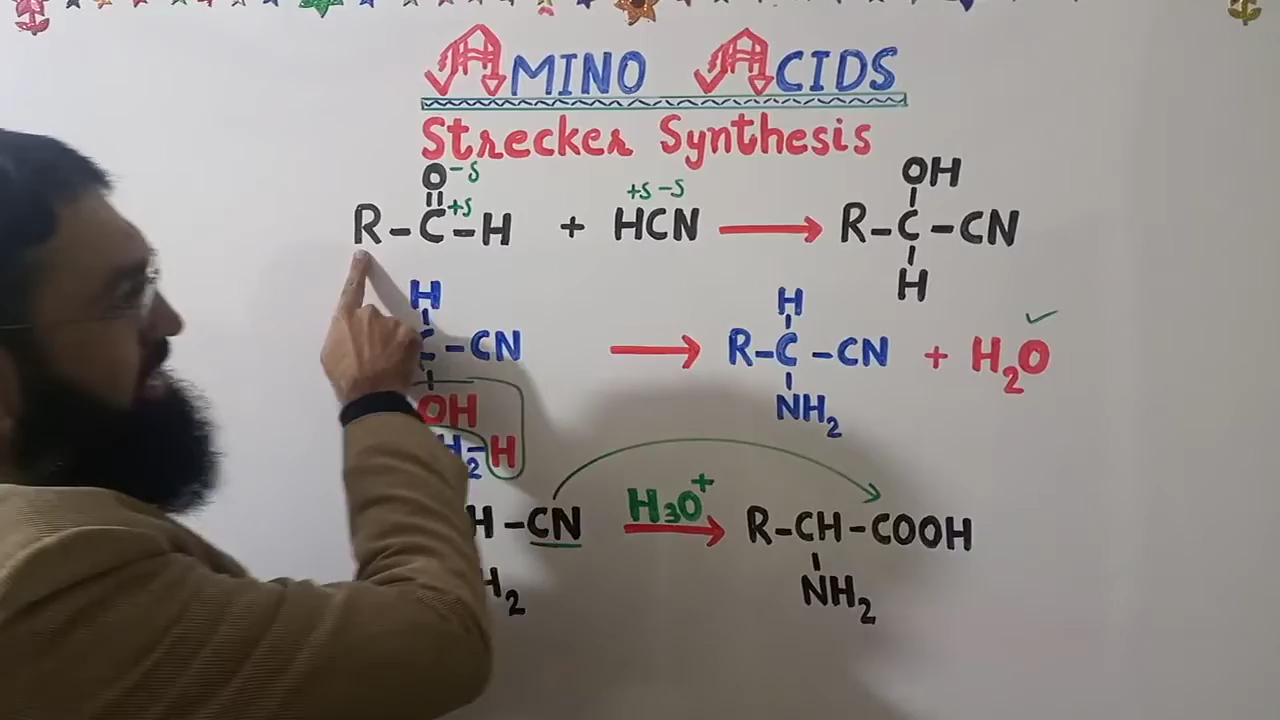 AMINO ACIDS
Strecker Synthesis
O -δ OH
R-C-H +δ + HCN +δ -δ R-C-CN
H
H H
C-CN R-C-CN + H2O
OH NH2
H2-H
H-CN H3O+ R-CH-COOH
H2 NH2